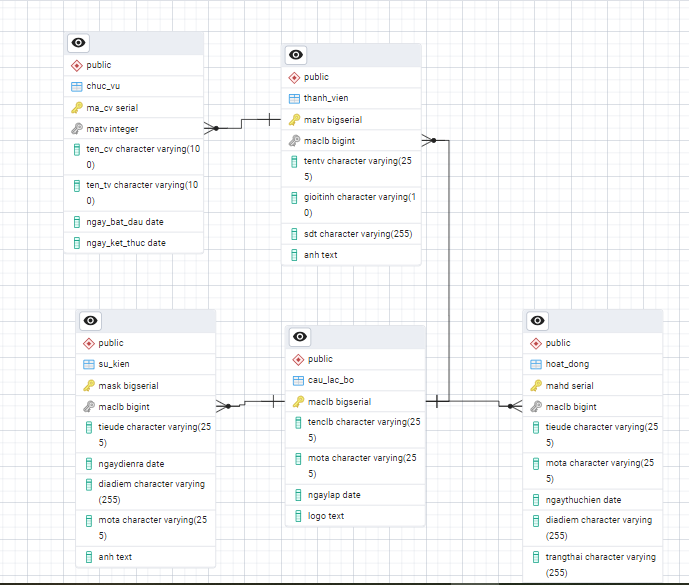 public
chuc_vu
ma_cv serial
matv integer
ten_cv character varying(10
0)
ten_tv character varying(10
0)
ngay_bat_dau date
ngay_ket_thuc date
public
thanh_vien
matv bigserial
maclb bigint
tentv character varying(25
5)
gioitinh character varying(1
0)
sdt character varying(255)
anh text
public
su_kien
mask bigserial
maclb bigint
tieude character varying(25
5)
ngaydienra date
diadiem character varying
(255)
mota character varying(25
5)
anh text
public
cau_lac_bo
maclb bigserial
tenclb character varying(25
5)
mota character varying(25
5)
ngaylap date
logo text
public
hoat_dong
mahd serial
maclb bigint
tieude character varying(25
5)
mota character varying(25
5)
ngaythuchien date
diadiem character varying
(255)
trangthai character varying
(255)